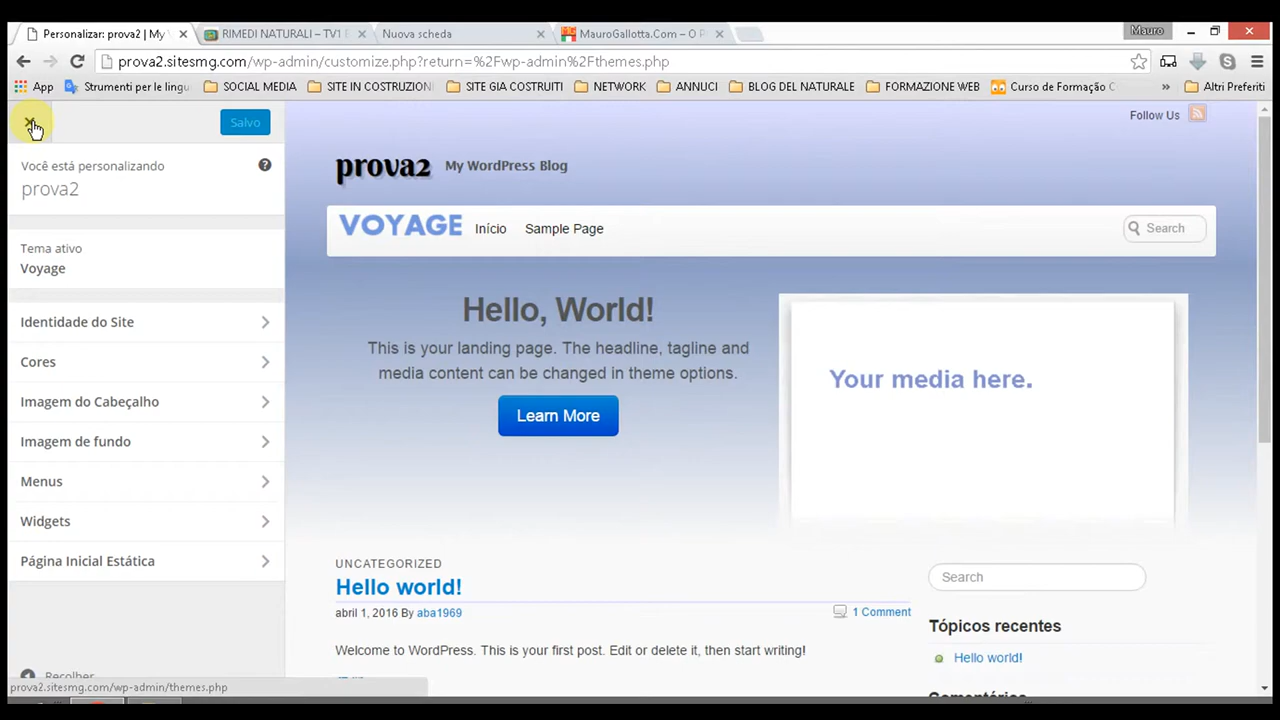 Personalizar: prova2 | My W
RIMEDI NATURALI – TV1
Nuova scheda
MauroGallotta.Com – O P
Mauro
prova2.sitesmg.com/wp-admin/customize.php?return=%2Fwp-admin%2Fthemes.php
App
Strumenti per le lingu
SOCIAL MEDIA
SITE IN COSTRUZION
SITE GIA COSTRUITI
NETWORK
ANNUCI
BLOG DEL NATURALE
FORMAZIONE WEB
Curso de Formação
»
Altri Preferiti
Salvo
Follow Us
Você está personalizando
prova2
prova2
My WordPress Blog
VOYAGE
Início
Sample Page
Search
Tema ativo
Voyage
Identidade do Site
Cores
Imagem do Cabeçalho
Imagem de fundo
Menus
Widgets
Página Inicial Estática
Recolher
Hello, World!
This is your landing page. The headline, tagline and
media content can be changed in theme options.
Learn More
Your media here.
UNCATEGORIZED
Hello world!
abril 1, 2016 By aba1969
1 Comment
Welcome to WordPress. This is your first post. Edit or delete it, then start writing!
Search
Tópicos recentes
Hello world!
Comentários
prova2.sitesmg.com/wp-admin/themes.php